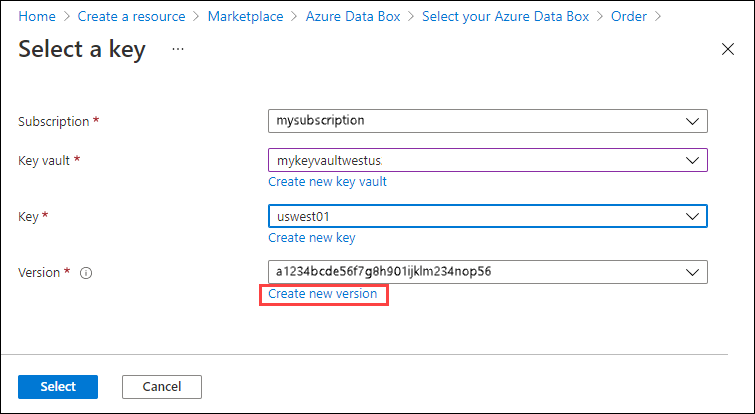 Home > Create a resource > Marketplace > Azure Data Box > Select your Azure Data Box > Order >
Select a key ...
Subscription * mysubscription
Key vault * mykeyvaultwestus
Create new key vault
Key * uswest01
Create new key
Version * a1234bcde56f7g8h901ijklm234nop56
Create new version
Select Cancel